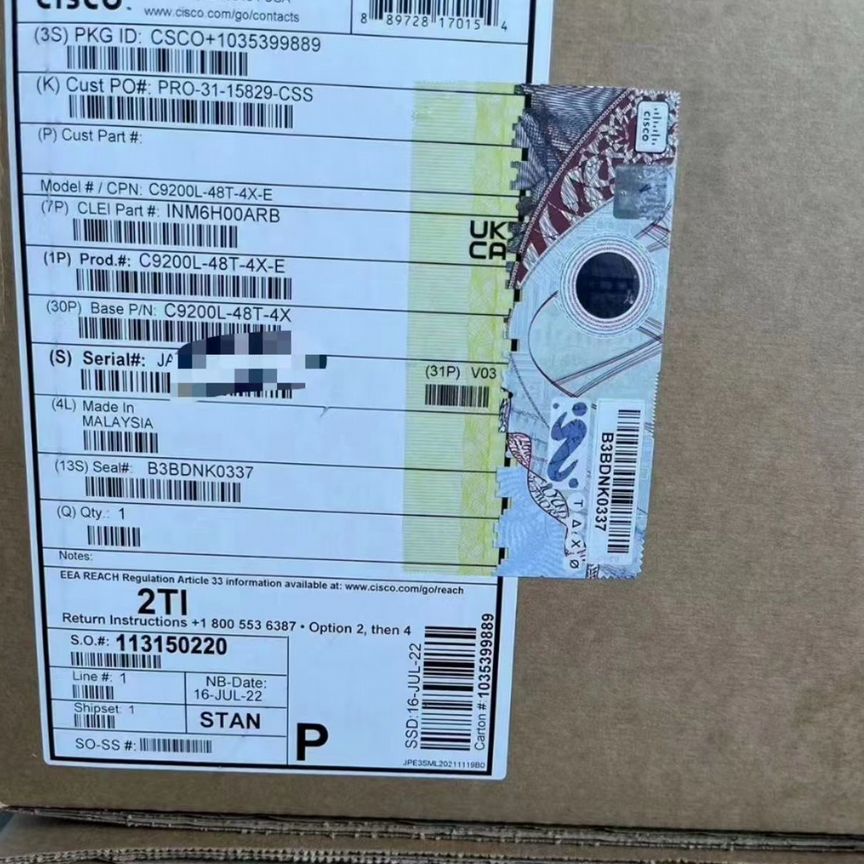 CISCO.
www.cisco.com/go/contacts
8 89728 17015 4
(3S) PKG ID: CSCO+1035399889
(K) Cust PO#: PRO-31-15829-CSS
(P) Cust Part #:
Model # / CPN: C9200L-48T-4X-E
(7P) CLEI Part #: INM6H00ARB
UK
CA
(1P) Prod.#: C9200L-48T-4X-E
(30P) Base P/N: C9200L-48T-4X
(S) Serial#: JA
(31P) V03
(4L) Made In
MALAYSIA
(13S) Seal#: B3BDNK0337
(Q) Qty.: 1
Notes:
EEA REACH Regulation Article 33 information available at: www.cisco.com/go/reach
2TI
Return Instructions +1 800 553 6387 • Option 2, then 4
S.O.#: 113150220
Line #: 1
NB-Date:
16-JUL-22
Shipset: 1
STAN
SO-SS #:
P
SSD:16-JUL-22
Carton #:1035399889
JPE3SML20211119B0
cisco
B3BDNK0337